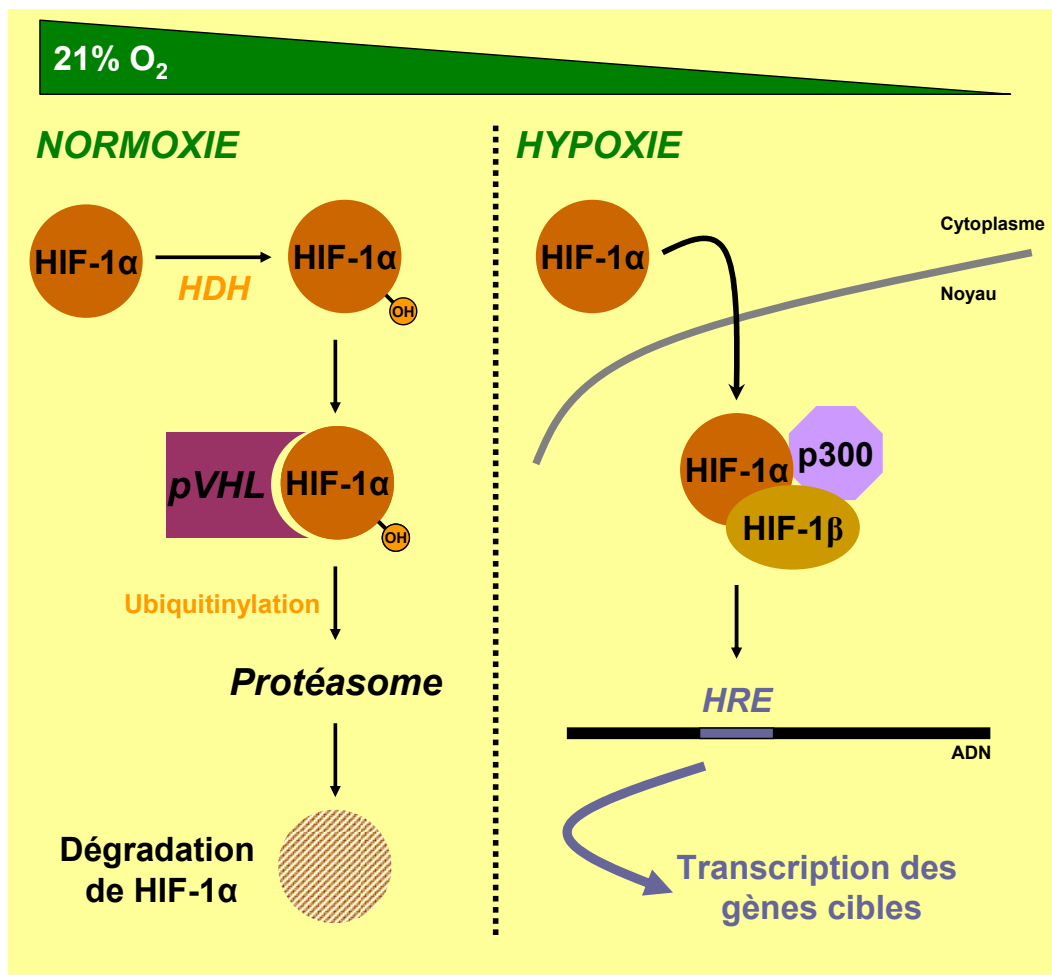 21% O₂
NORMOXIE
HIF-1α
HDH
HIF-1α
OH
pVHL
HIF-1α
OH
Ubiquitinylation
Protéasome
Dégradation
de HIF-1α
HYPOXIE
HIF-1α
Cytoplasme
Noyau
HIF-1α
p300
HIF-1β
HRE
ADN
Transcription des
gènes cibles